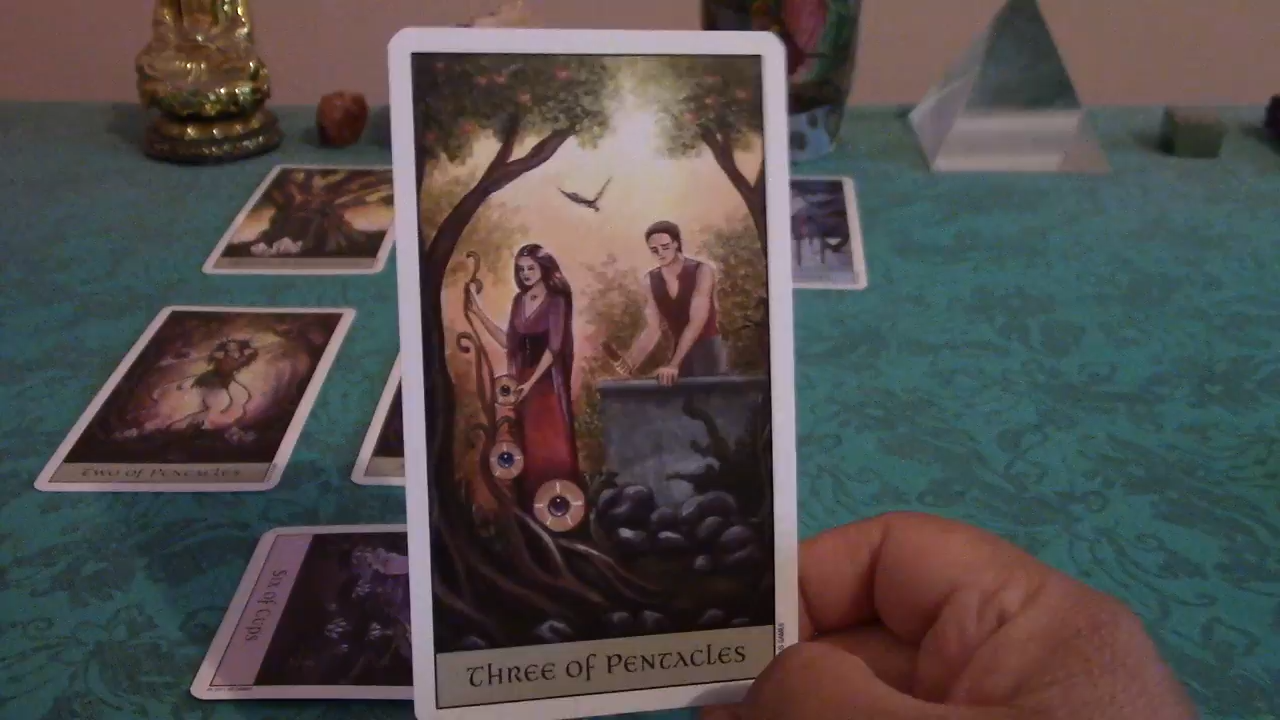 Two of Pentacles
Six of Cups
Three of Pentacles